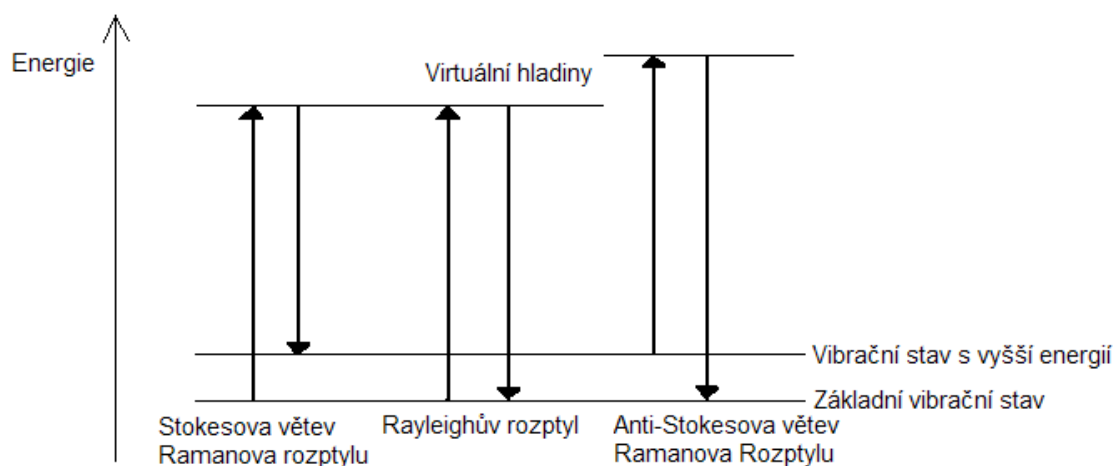 Energie
Virtuální hladiny
Vibrační stav s vyšší energií
Základní vibrační stav
Stokesova větev
Ramanova rozptylu
Rayleighův rozptyl
Anti-Stokesova větev
Ramanova Rozptylu